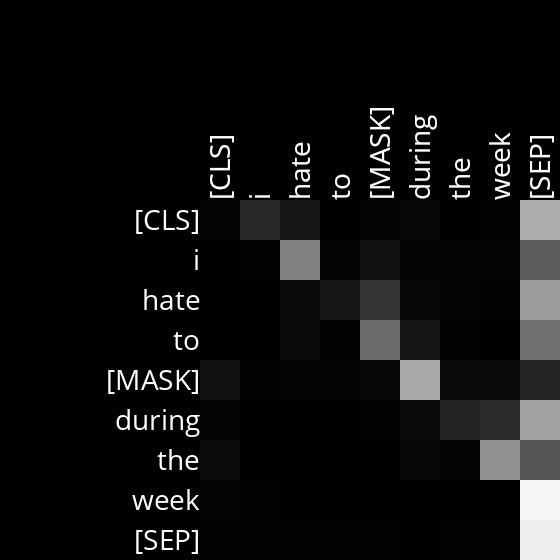 [CLS] i hate to [MASK] during the week [SEP]
[CLS]
i
hate
to
[MASK]
during
the
week
[SEP]